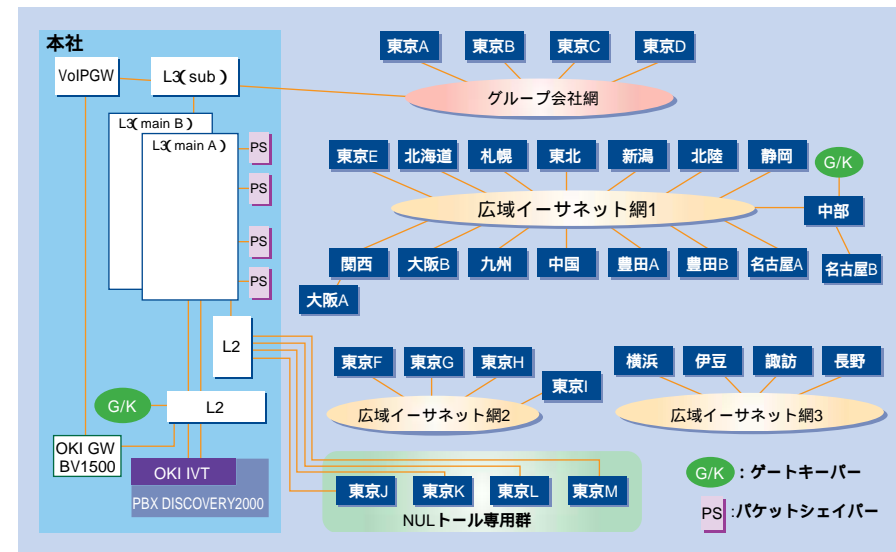 本社
VoIPGW
L3(sub)
L3(main B)
L3(main A)
PS
PS
PS
PS
L2
G/K
L2
OKI GW
BV1500
OKI IVT
PBX DISCOVERY2000
東京A
東京B
東京C
東京D
グループ会社網
東京E
北海道
札幌
東北
新潟
北陸
静岡
G/K
広域イーサネット網1
中部
関西
大阪B
九州
中国
豊田A
豊田B
名古屋A
名古屋B
大阪A
東京F
東京G
東京H
東京I
広域イーサネット網2
横浜
伊豆
諏訪
長野
広域イーサネット網3
東京J
東京K
東京L
東京M
NULトール専用群
G/K:ゲートキーパー
PS:パケットシェイパー